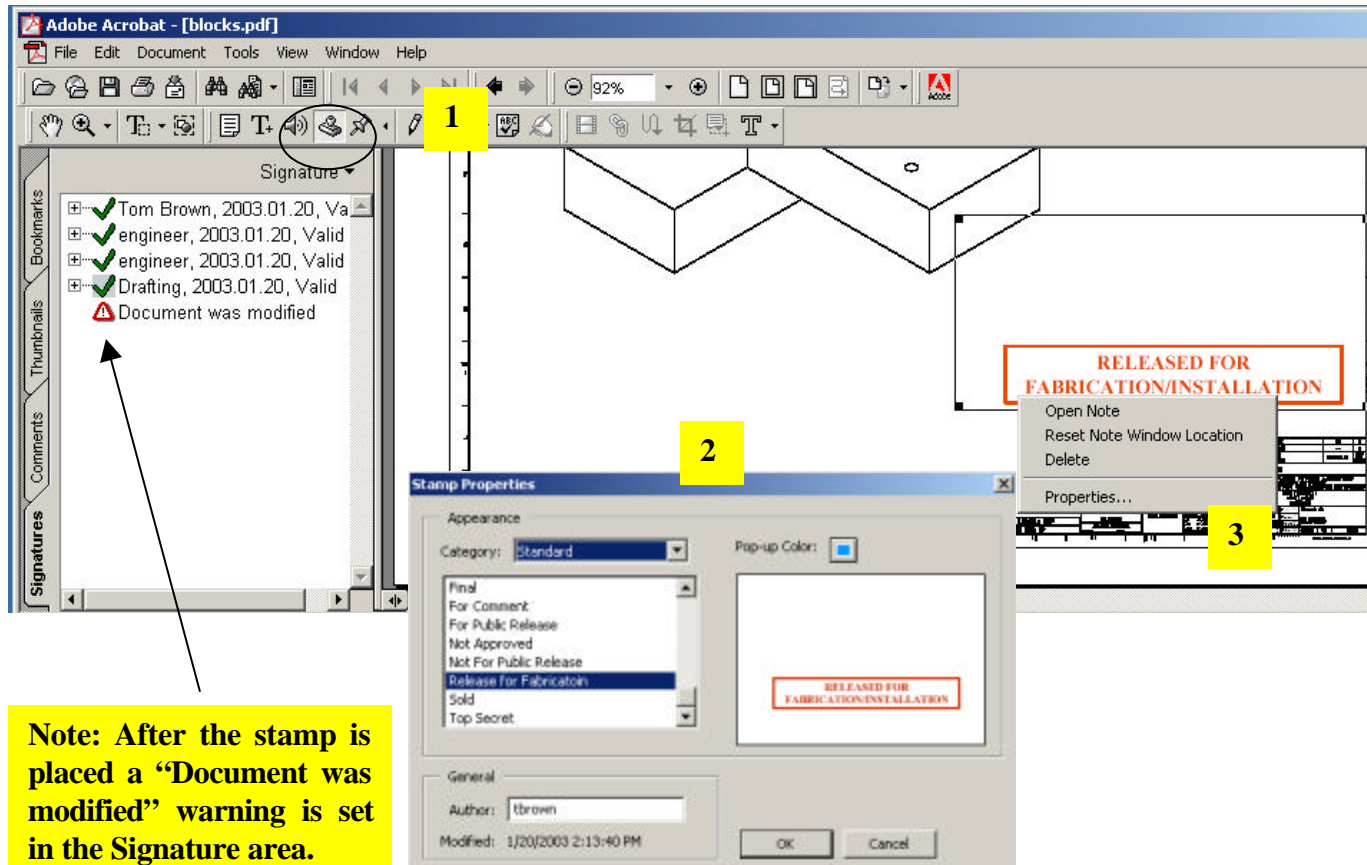 Adobe Acrobat - [blocks.pdf]
File Edit Document Tools View Window Help
92%
Adobe
1
Signature
Bookmarks
Thumbnails
Comments
Signatures
Tom Brown, 2003.01.20, Va
engineer, 2003.01.20, Valid
engineer, 2003.01.20, Valid
Drafting, 2003.01.20, Valid
Document was modified
RELEASED FOR
FABRICATION/INSTALLATION
Open Note
Reset Note Window Location
Delete
Properties...
3
2
Stamp Properties
Appearance
Category: Standard
Pop-up Color:
Final
For Comment
For Public Release
Not Approved
Not For Public Release
Release for Fabricatoin
Sold
Top Secret
RELEASED FOR
FABRICATION/INSTALLATION
General
Author: tbrown
Modified: 1/20/2003 2:13:40 PM
OK Cancel
Note: After the stamp is
placed a “Document was
modified” warning is set
in the Signature area.